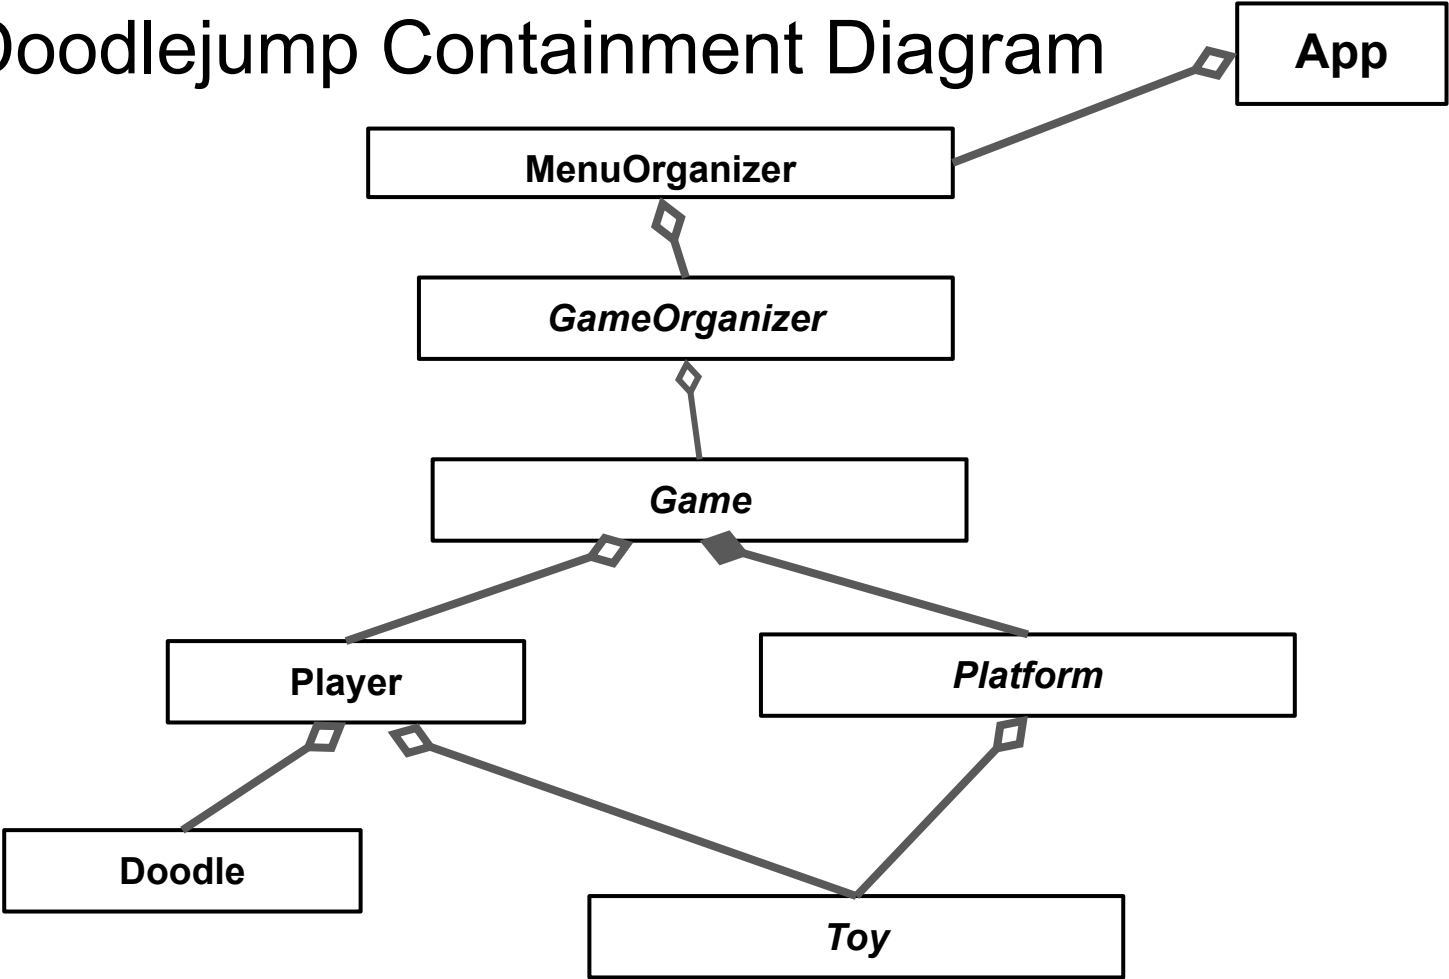 Doodlejump Containment Diagram
App
MenuOrganizer
GameOrganizer
Game
Player
Platform
Doodle
Toy